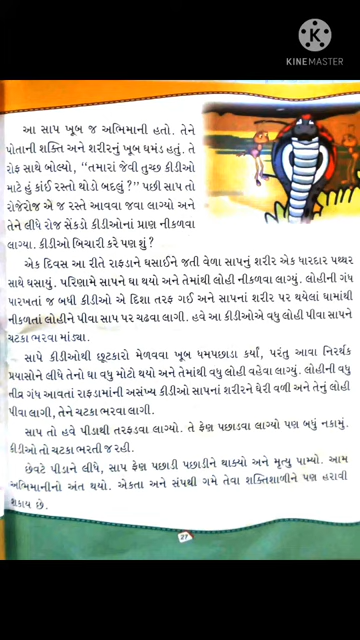 KINEMASTER
આ સાપ ખૂબ જ અભિમાની હતો. તેને
પોતાની શક્તિ અને શરીરનું ખૂબ ઘમંડ હતું. તે
રોફ સાથે બોલ્યો, “તમારાં જેવી તુચ્છ કીડીઓ
માટે હું કાંઈ રસ્તો થોડો બદલું ?” પછી સાપ તો
રોજેરોજ એ જ રસ્તે આવવા જવા લાગ્યો અને
તેને લીધે રોજ સેંકડો કીડીઓનાં પ્રાણ નીકળવા
લાગ્યા. કીડીઓ બિચારી કરે પણ શું ?
એક દિવસ આ રીતે રાફડાને ઘસાઈને જતી વેળા સાપનું શરીર એક ધારદાર પથ્થર
સાથે ઘસાયું. પરિણામે સાપને ઘા થયો અને તેમાંથી લોહી નીકળવા લાગ્યું. લોહીની ગંધ
પારખતાં જ બધી કીડીઓ એ દિશા તરફ ગઈ અને સાપનાં શરીર પર થયેલાં ઘામાંથી
નીકળતાં લોહીને પીવા સાપ પર ચઢવા લાગી. હવે આ કીડીઓએ વધુ લોહી પીવા સાપને
ચટકા ભરવા માંડ્યા.
સાપે કીડીઓથી છૂટકારો મેળવવા ખૂબ ધમપછાડા કર્યાં, પરંતુ આવા નિરર્થક
પ્રયાસોને લીધે તેનો ઘા વધુ મોટો થયો અને તેમાંથી વધુ લોહી વહેવા લાગ્યું. લોહીની વધુ
તીવ્ર ગંધ આવતાં રાફડામાંની અસંખ્ય કીડીઓ સાપનાં શરીરને ઘેરી વળી અને તેનું લોહી
પીવા લાગી, તેને ચટકા ભરવા લાગી.
સાપ તો હવે પીડાથી તરફડવા લાગ્યો. તે ફેણ પછાડવા લાગ્યો પણ બધું નકામું.
કીડીઓ તો ચટકા ભરતી જ રહી.
છેવટે પીડાને લીધે, સાપ ફેણ પછાડી પછાડીને થાક્યો અને મૃત્યુ પામ્યો. આમ
અભિમાનીનો અંત થયો. એકતા અને સંપથી ગમે તેવા શક્તિશાળીને પણ હરાવી
શકાય છે.
27